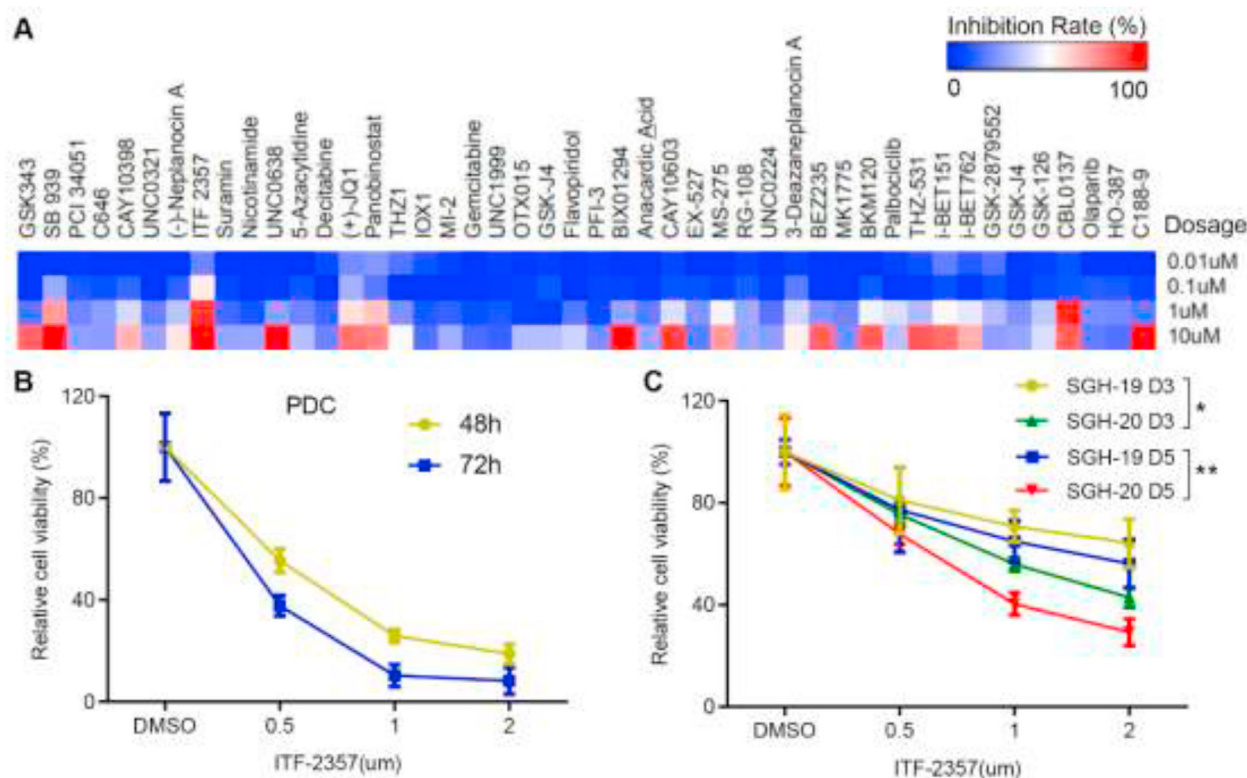 A
Inhibition Rate (%)
0 100
GSK343
SB 939
PCI 34051
C646
CAY10398
UNC0321
(-)-Neplanocin A
ITF 2357
Suramin
Nicotinamide
UNC0638
5-Azacytidine
Decitabine
(+)-JQ1
Panobinostat
THZ1
IOX1
MI-2
Gemcitabine
UNC1999
OTX015
GSK-J4
Flavopiridol
PFI-3
BIX01294
Anacardic Acid
CAY10603
EX-527
MS-275
RG-108
UNC0224
3-Deazaneplanocin A
BEZ235
MK1775
BKM120
Palbociclib
THZ-531
i-BET151
i-BET762
GSK-2879552
GSK-J4
GSK-126
CBL0137
Olaparib
HO-387
C188-9
Dosage
0.01uM
0.1uM
1uM
10uM
B
PDC
48h
72h
Relative cell viability (%)
120
80
40
0
DMSO 0.5 1 2
ITF-2357(um)
C
SGH-19 D3
SGH-20 D3
*
SGH-19 D5
SGH-20 D5
**
Relative cell viability (%)
120
80
40
0
DMSO 0.5 1 2
ITF-2357(um)